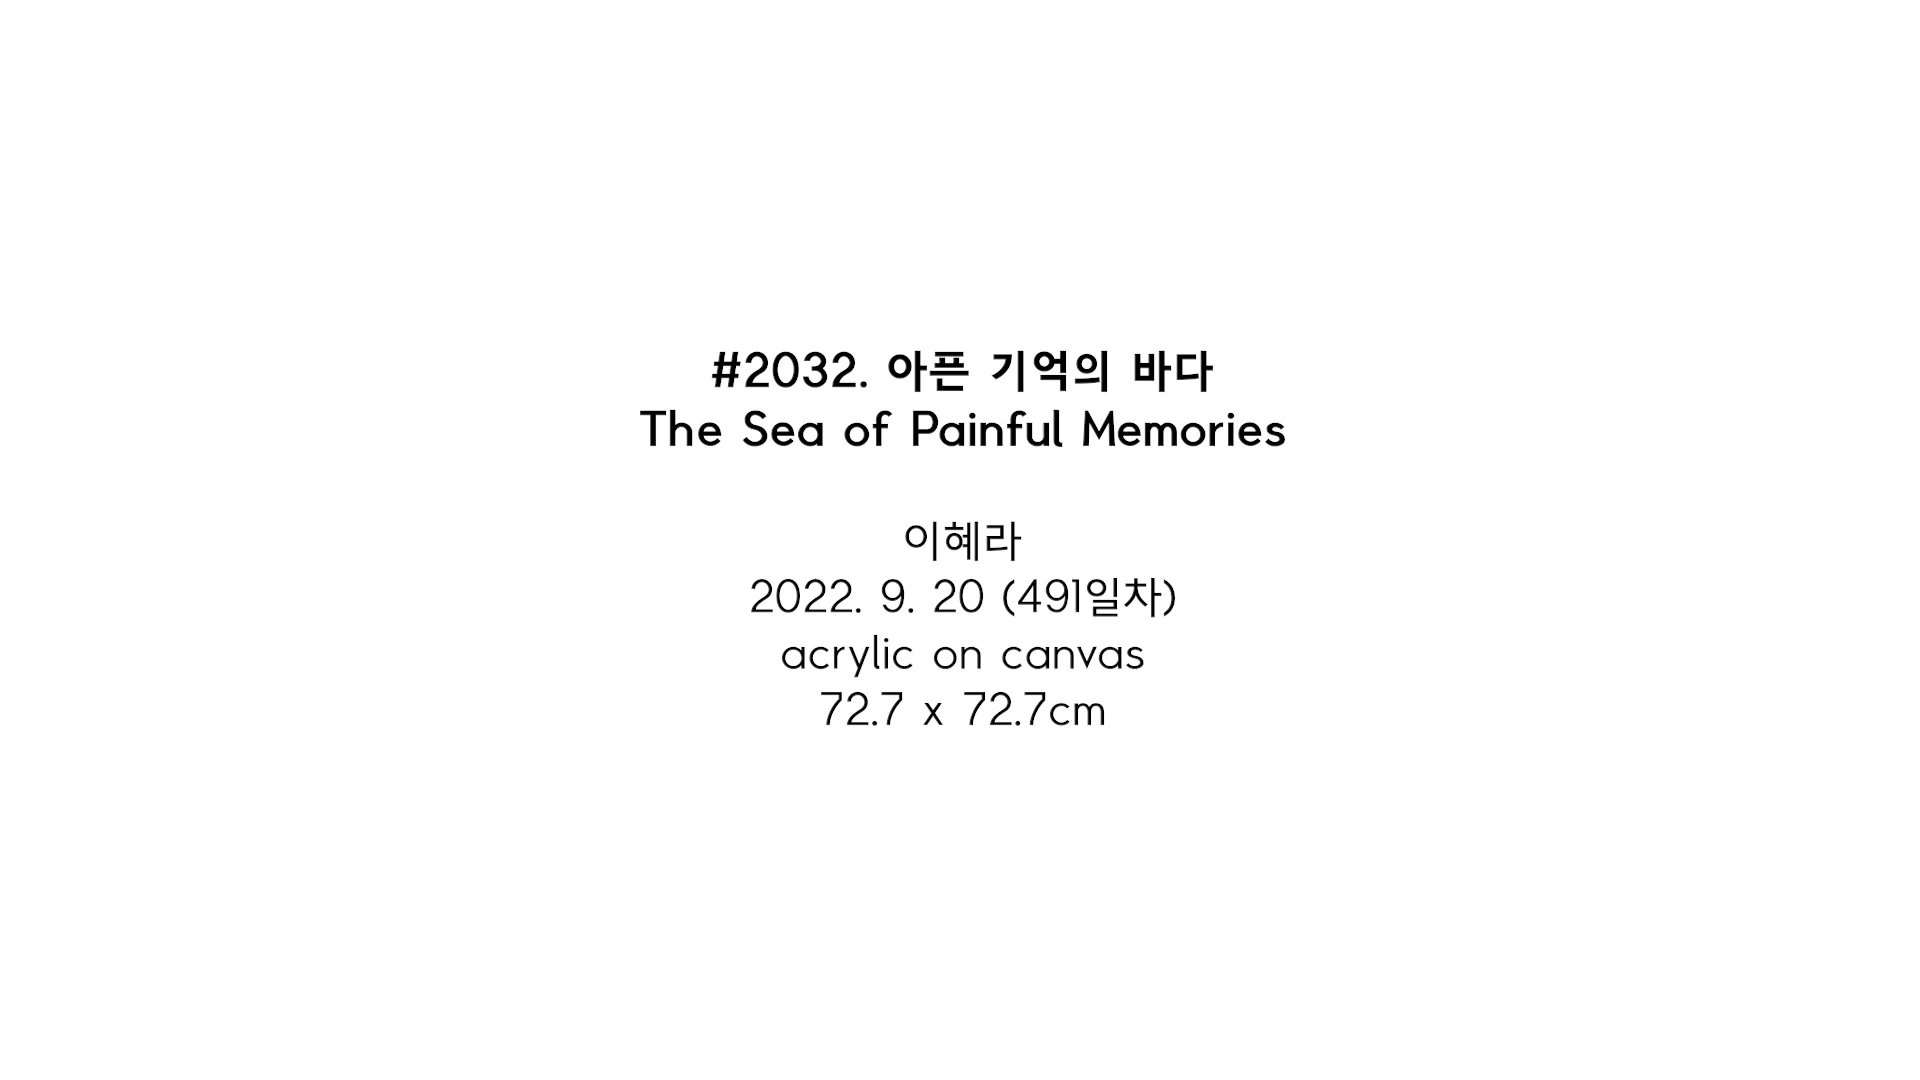 #2032. 아픈 기억의 바다
The Sea of Painful Memories
이혜라
2022. 9. 20 (491일차)
acrylic on canvas
72.7 x 72.7cm